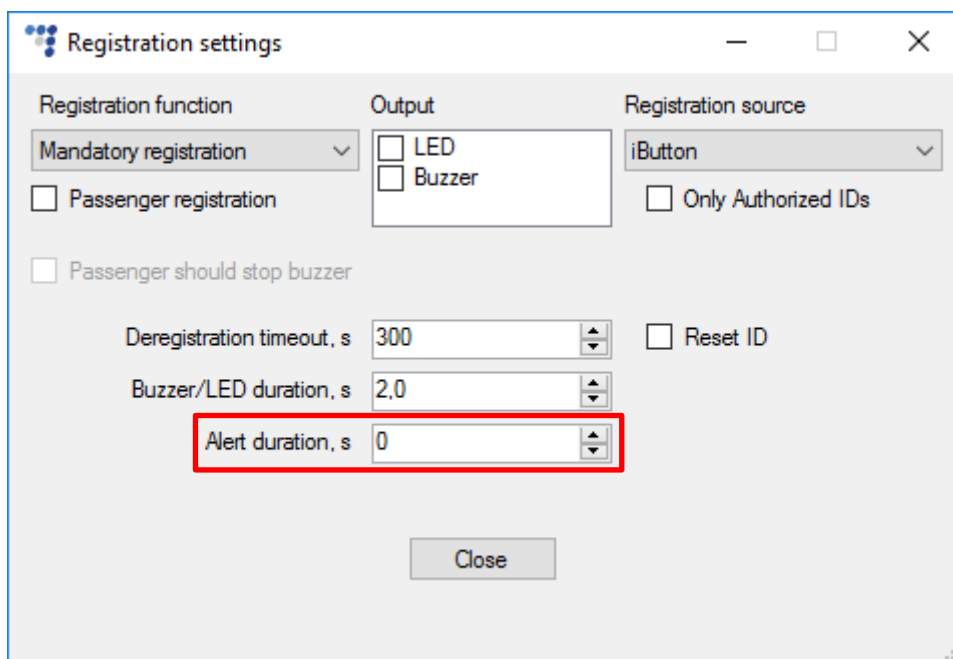 Registration settings
Registration function
Output
Registration source
Mandatory registration
LED
Buzzer
iButton
Passenger registration
Only Authorized IDs
Passenger should stop buzzer
Deregistration timeout, s
300
Reset ID
Buzzer/LED duration, s
2,0
Alert duration, s
0
Close